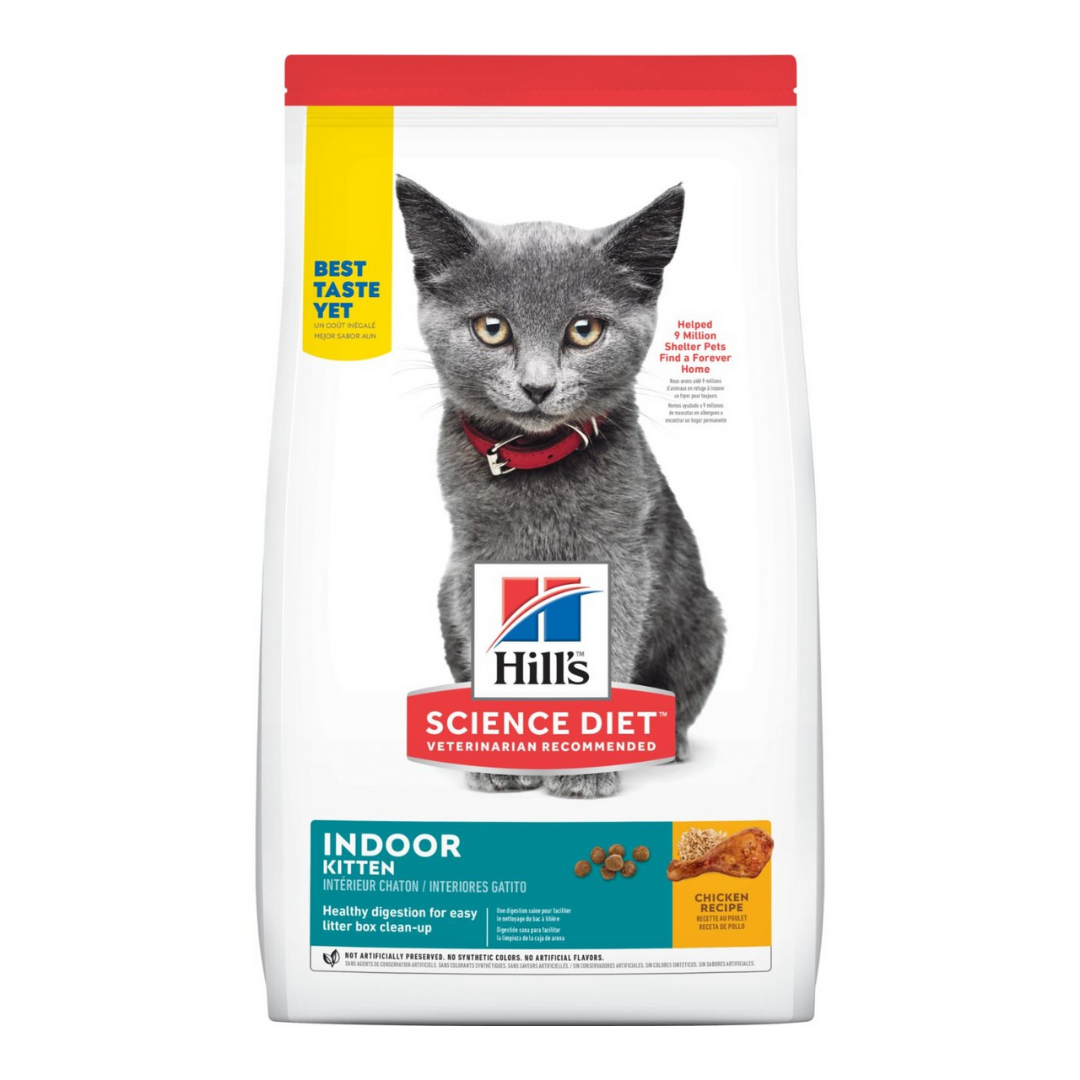 BEST
TASTE
YET
UN GOÛT INÉGALÉ
MEJOR SABOR AUN
Helped
9 Million
Shelter Pets
Find a Forever
Home
Nous avons aidé 9 millions
d'animaux en refuge à trouver
un foyer pour toujours
Hemos ayudado a 9 millones
de mascotas en albergues a
encontrar un hogar permanente
Hill's™
SCIENCE DIET™
VETERINARIAN RECOMMENDED
INDOOR
KITTEN
INTÉRIEUR CHATON / INTERIORES GATITO
Healthy digestion for easy
litter box clean-up
Une digestion saine pour faciliter
le nettoyage du bac à litière
Digestión sana para facilitar
la limpieza de la caja de arena
CHICKEN
RECIPE
RECETTE AU POULET
RECETA DE POLLO
NOT ARTIFICIALLY PRESERVED. NO SYNTHETIC COLORS. NO ARTIFICIAL FLAVORS.
SANS AGENTS DE CONSERVATION ARTIFICIELS. SANS COLORANTS SYNTHÉTIQUES. SANS SAVEURS ARTIFICIELLES. / SIN CONSERVADORES ARTIFICIALES. SIN COLORES SINTÉTICOS. SIN SABORES ARTIFICIALES.